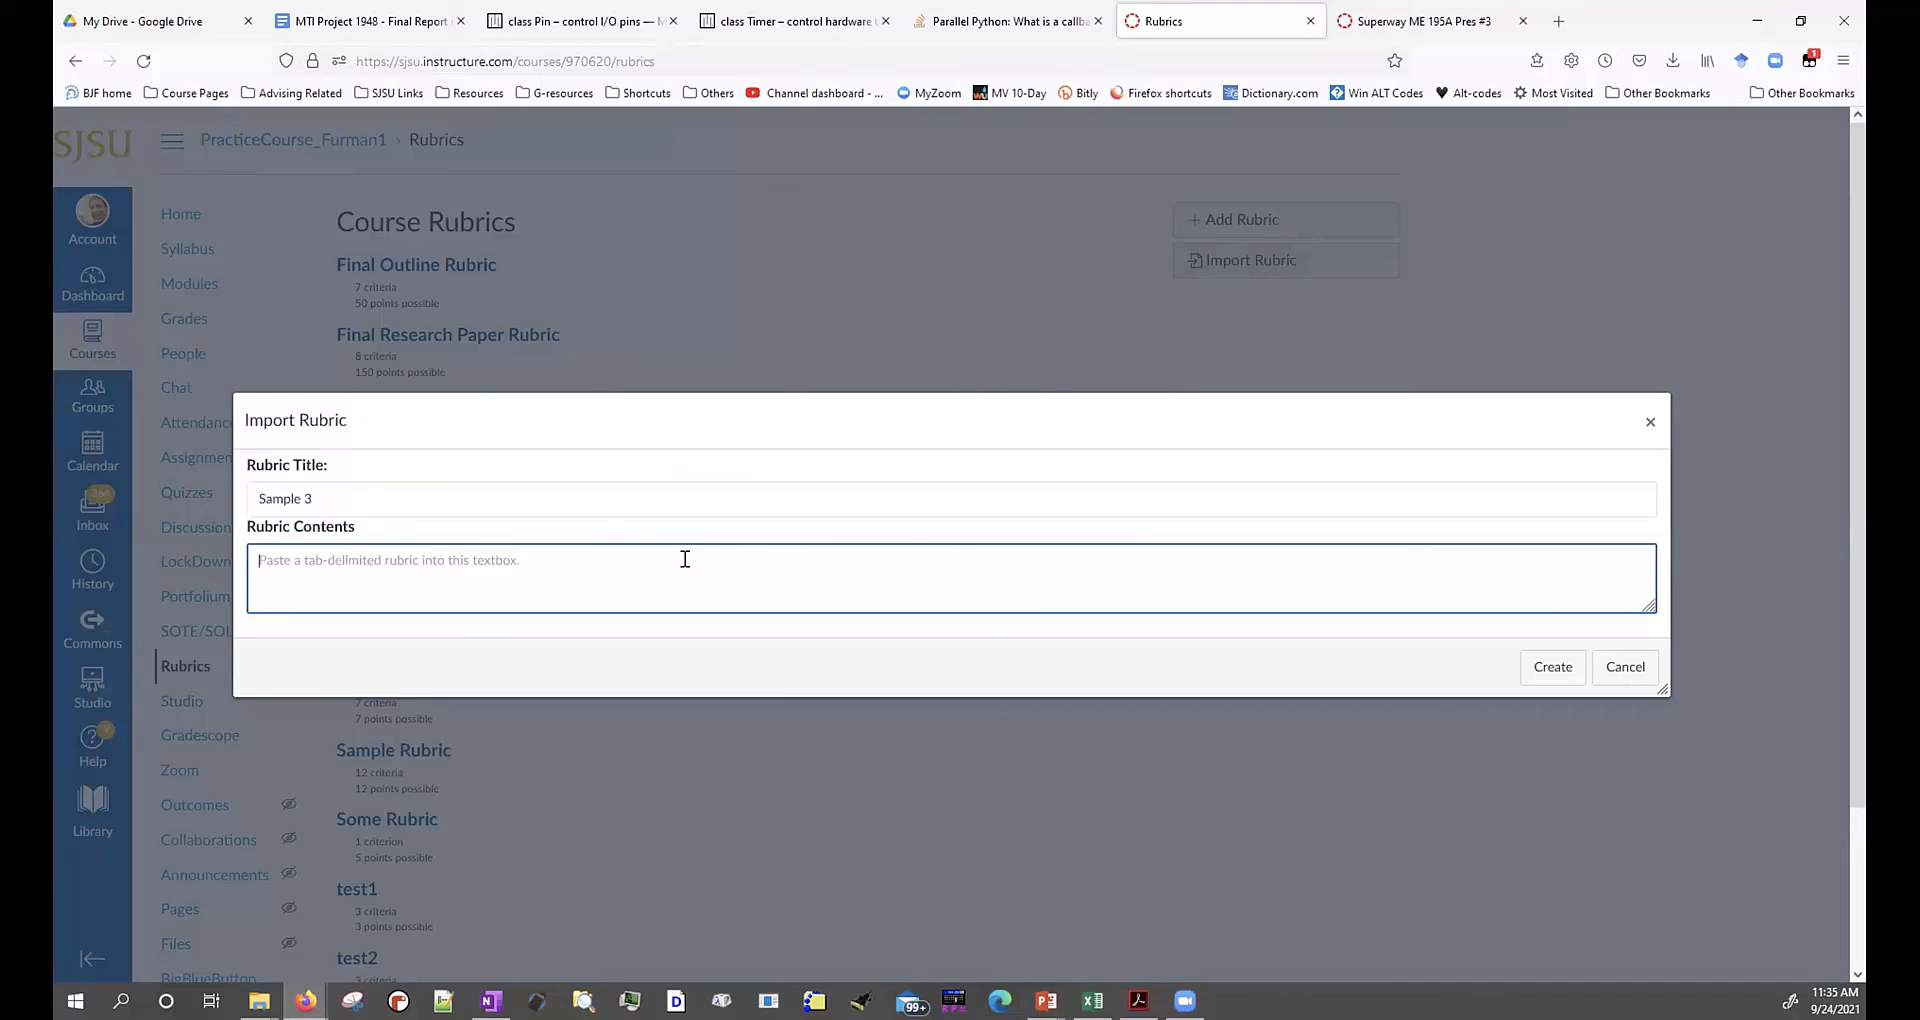 My Drive - Google Drive
MTI Project 1948 - Final Report
class Pin – control I/O pins — M
class Timer – control hardware t
Parallel Python: What is a callba
Rubrics
Superway ME 195A Pres #3
https://sjsu.instructure.com/courses/970620/rubrics
1
BJF home
Course Pages
Advising Related
SJSU Links
Resources
G-resources
Shortcuts
Others
Channel dashboard - ...
MyZoom
MV 10-Day
Bitly
Firefox shortcuts
Dictionary.com
Win ALT Codes
Alt-codes
Most Visited
Other Bookmarks
Other Bookmarks
SJSU
PracticeCourse_Furman1 › Rubrics
Account
Dashboard
Courses
Groups
Calendar
364
Inbox
History
Commons
Studio
Help
Library
Home
Syllabus
Modules
Grades
People
Chat
Attendance
Assignmen
Quizzes
Discussion
LockDown
Portfolium
SOTE/SOL
Rubrics
Studio
Gradescope
Zoom
Outcomes
Collaborations
Announcements
Pages
Files
BigBlueButton
Course Rubrics
+ Add Rubric
Import Rubric
Final Outline Rubric
7 criteria
50 points possible
Final Research Paper Rubric
8 criteria
150 points possible
Import Rubric
Rubric Title:
Sample 3
Rubric Contents
Paste a tab-delimited rubric into this textbox.
Create
Cancel
7 criteria
7 points possible
Sample Rubric
12 criteria
12 points possible
Some Rubric
1 criterion
5 points possible
test1
3 criteria
3 points possible
test2
3 criteria
99+
11:35 AM
9/24/2021